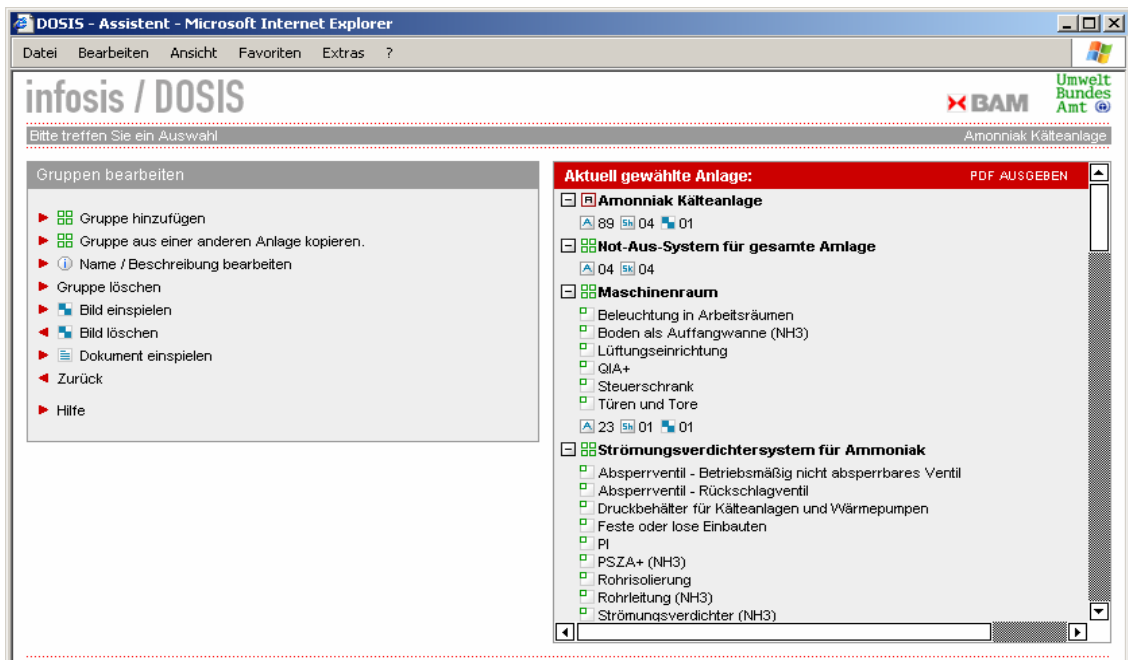 DOSIS - Assistent - Microsoft Internet Explorer
Datei Bearbeiten Ansicht Favoriten Extras ?
infosis / DOSIS
BAM
Umwelt
Bundes
Amt
Bitte treffen Sie ein Auswahl
Amonniak Kälteanlage
Gruppen bearbeiten
Gruppe hinzufügen
Gruppe aus einer anderen Anlage kopieren.
Name / Beschreibung bearbeiten
Gruppe löschen
Bild einspielen
Bild löschen
Dokument einspielen
Zurück
Hilfe
Aktuell gewählte Anlage: PDF AUSGEBEN
R Amonniak Kälteanlage
A 89 Sh 04 01
Not-Aus-System für gesamte Amlage
A 04 Sk 04
Maschinenraum
Beleuchtung in Arbeitsräumen
Boden als Auffangwanne (NH3)
Lüftungseinrichtung
QIA+
Steuerschrank
Türen und Tore
A 23 Sh 01 01
Strömungsverdichtersystem für Ammoniak
Absperrventil - Betriebsmäßig nicht absperrbares Ventil
Absperrventil - Rückschlagventil
Druckbehälter für Kälteanlagen und Wärmepumpen
Feste oder lose Einbauten
PI
PSZA+ (NH3)
Rohrisolierung
Rohrleitung (NH3)
Strömungsverdichter (NH3)